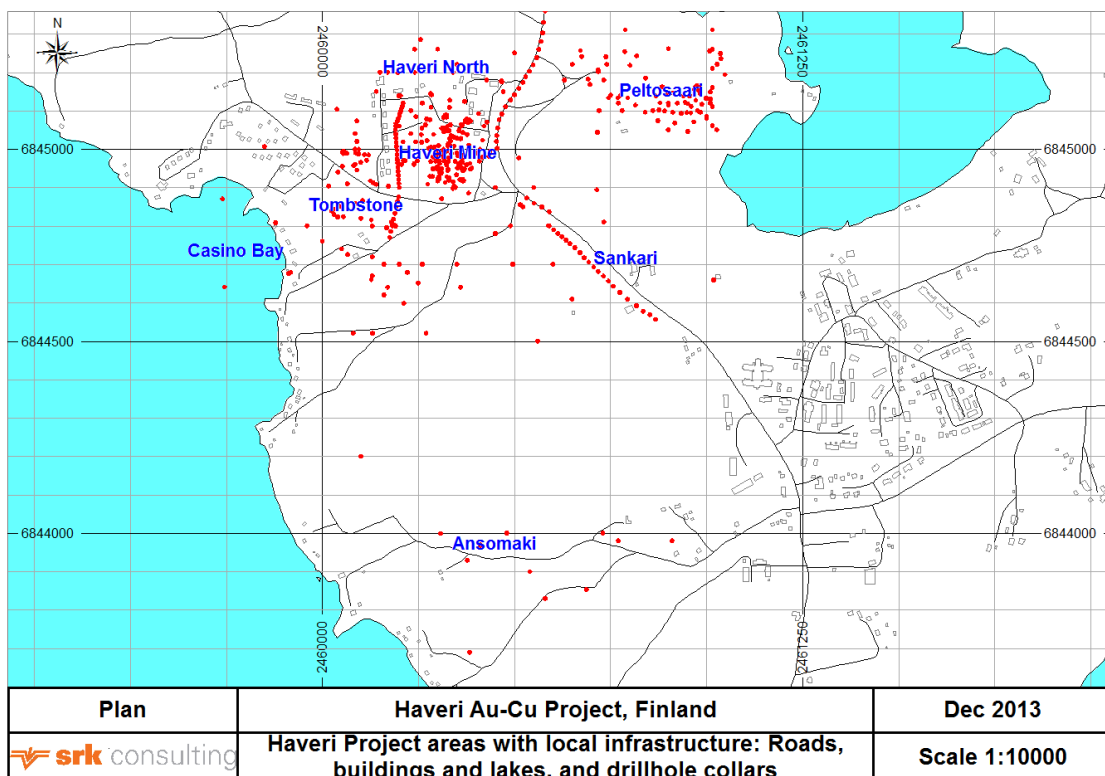 N
2460000
2461250
Haveri North
Peltosaari
6845000
Haveri Mine
6845000
Tombstone
Casino Bay
Sankari
6844500
6844500
6844000
Ansomaki
6844000
2460000
2461250
Plan
Haveri Au-Cu Project, Finland
Dec 2013
srk consulting
Haveri Project areas with local infrastructure: Roads,
buildings and lakes, and drillhole collars
Scale 1:10000